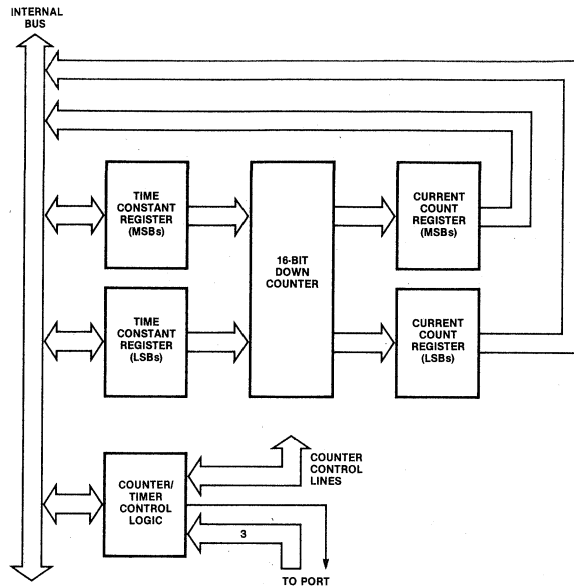 INTERNAL
BUS
TIME
CONSTANT
REGISTER
(MSBs)
16-BIT
DOWN
COUNTER
CURRENT
COUNT
REGISTER
(MSBs)
TIME
CONSTANT
REGISTER
(LSBs)
CURRENT
COUNT
REGISTER
(LSBs)
COUNTER/
TIMER
CONTROL
LOGIC
COUNTER
CONTROL
LINES
3
TO PORT